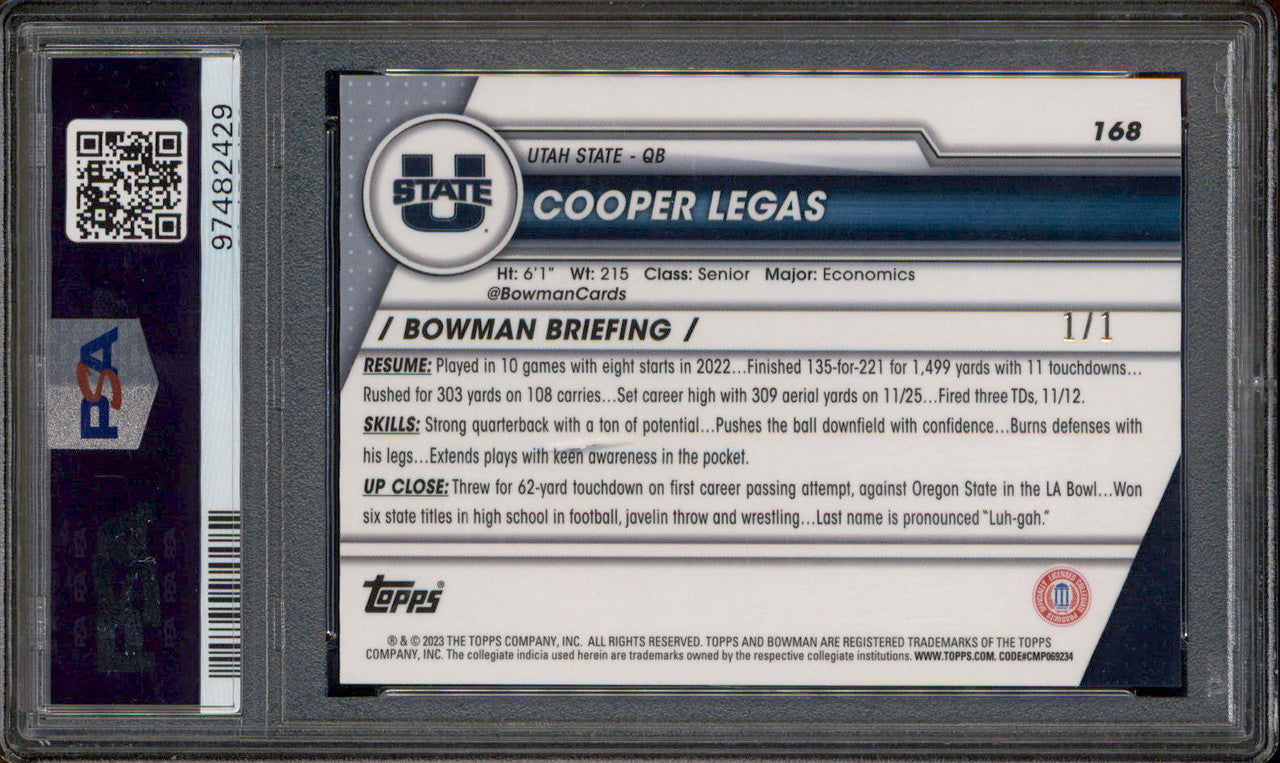 97482429
PSA
168
UTAH STATE - QB
U STATE
COOPER LEGAS
Ht: 6'1" Wt: 215 Class: Senior Major: Economics
@BowmanCards
/ BOWMAN BRIEFING /
1/1
RESUME: Played in 10 games with eight starts in 2022...Finished 135-for-221 for 1,499 yards with 11 touchdowns...
Rushed for 303 yards on 108 carries...Set career high with 309 aerial yards on 11/25...Fired three TDs, 11/12.
SKILLS: Strong quarterback with a ton of potential...Pushes the ball downfield with confidence...Burns defenses with
his legs...Extends plays with keen awareness in the pocket.
UP CLOSE: Threw for 62-yard touchdown on first career passing attempt, against Oregon State in the LA Bowl...Won
six state titles in high school in football, javelin throw and wrestling...Last name is pronounced "Luh-gah."
Topps®
OFFICIALLY LICENSED COLLEGIATE PRODUCTS
® & © 2023 THE TOPPS COMPANY, INC. ALL RIGHTS RESERVED. TOPPS AND BOWMAN ARE REGISTERED TRADEMARKS OF THE TOPPS
COMPANY, INC. The collegiate indicia used herein are trademarks owned by the respective collegiate institutions. WWW.TOPPS.COM. CODE#CMP069234